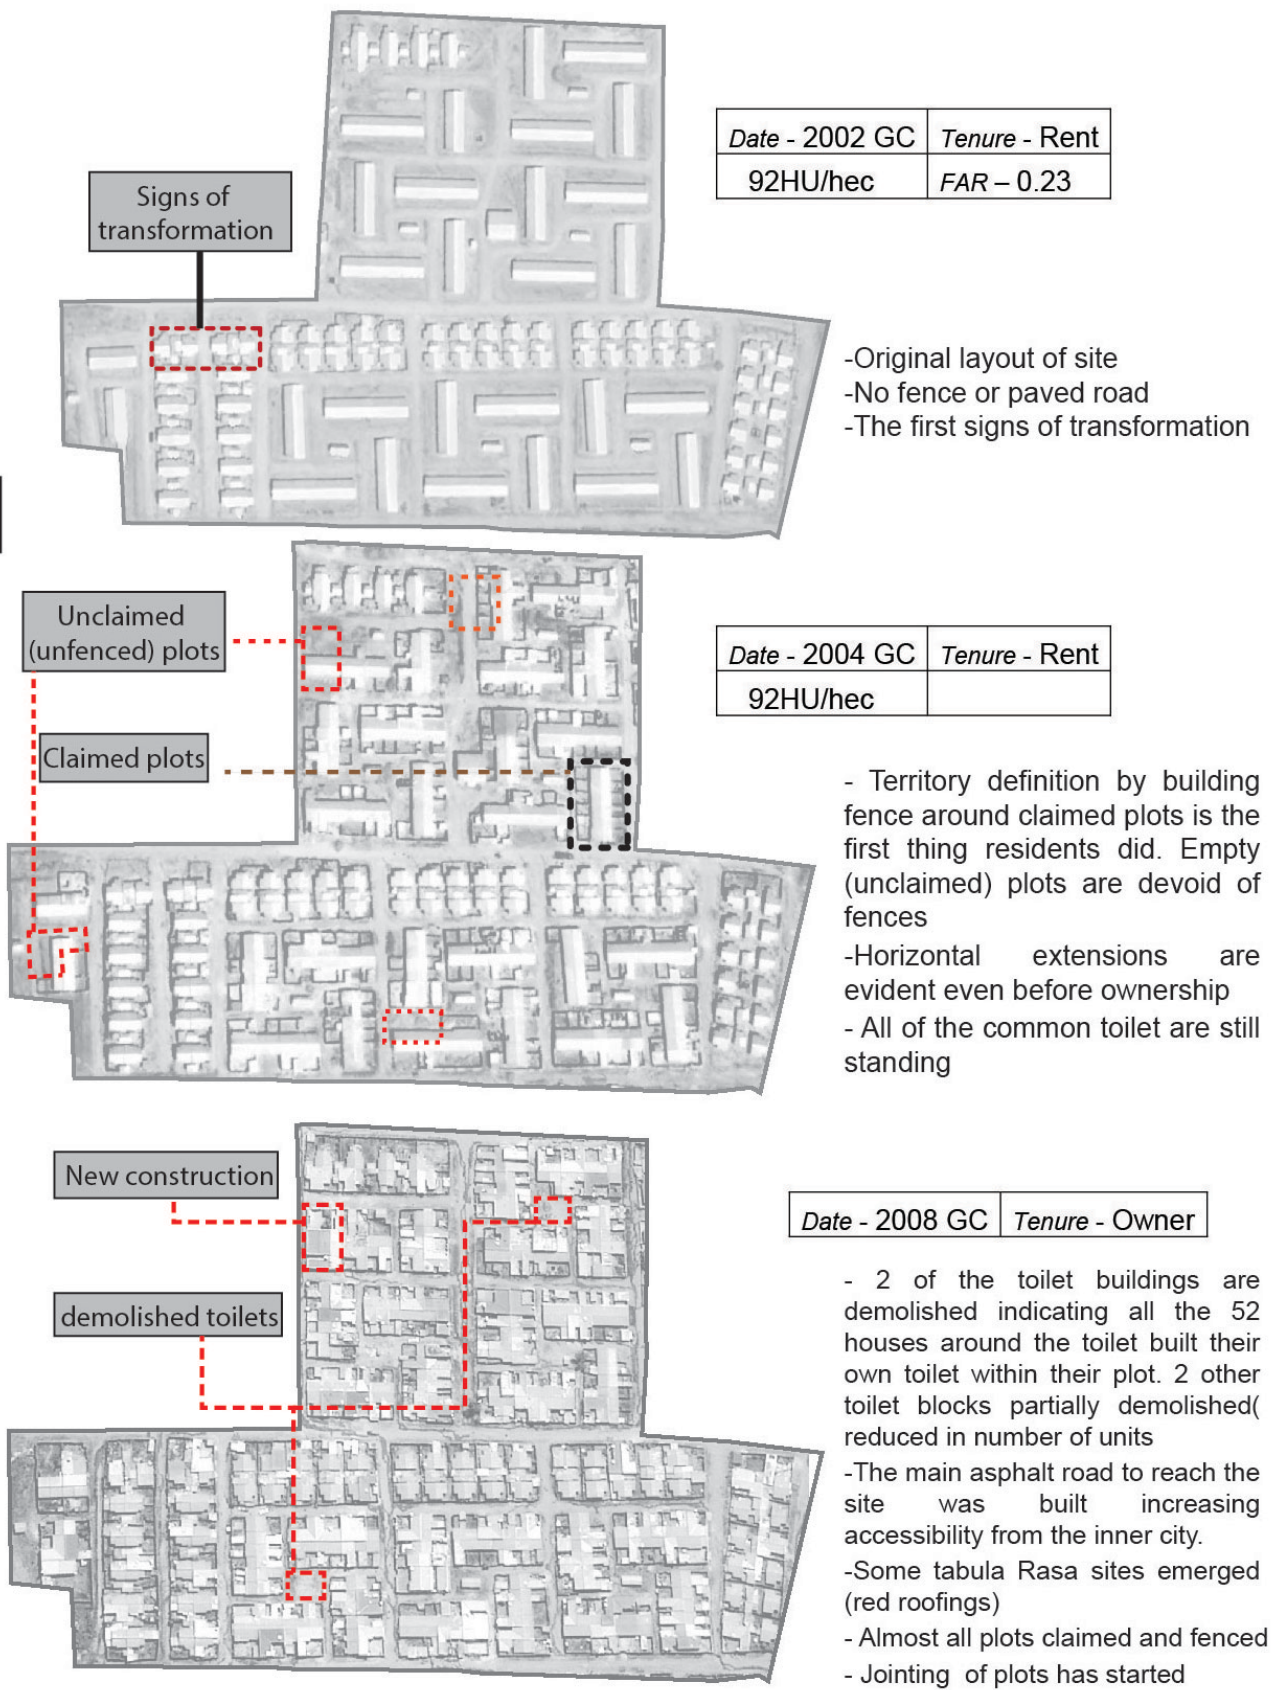 Date - 2002 GC Tenure - Rent
92HU/hec FAR – 0.23
Signs of
transformation
-Original layout of site
-No fence or paved road
-The first signs of transformation
Unclaimed
(unfenced) plots
Claimed plots
Date - 2004 GC Tenure - Rent
92HU/hec
- Territory definition by building
fence around claimed plots is the
first thing residents did. Empty
(unclaimed) plots are devoid of
fences
-Horizontal extensions are
evident even before ownership
- All of the common toilet are still
standing
New construction
demolished toilets
Date - 2008 GC Tenure - Owner
- 2 of the toilet buildings are
demolished indicating all the 52
houses around the toilet built their
own toilet within their plot. 2 other
toilet blocks partially demolished(
reduced in number of units
-The main asphalt road to reach the
site was built increasing
accessibility from the inner city.
-Some tabula Rasa sites emerged
(red roofings)
- Almost all plots claimed and fenced
- Jointing of plots has started